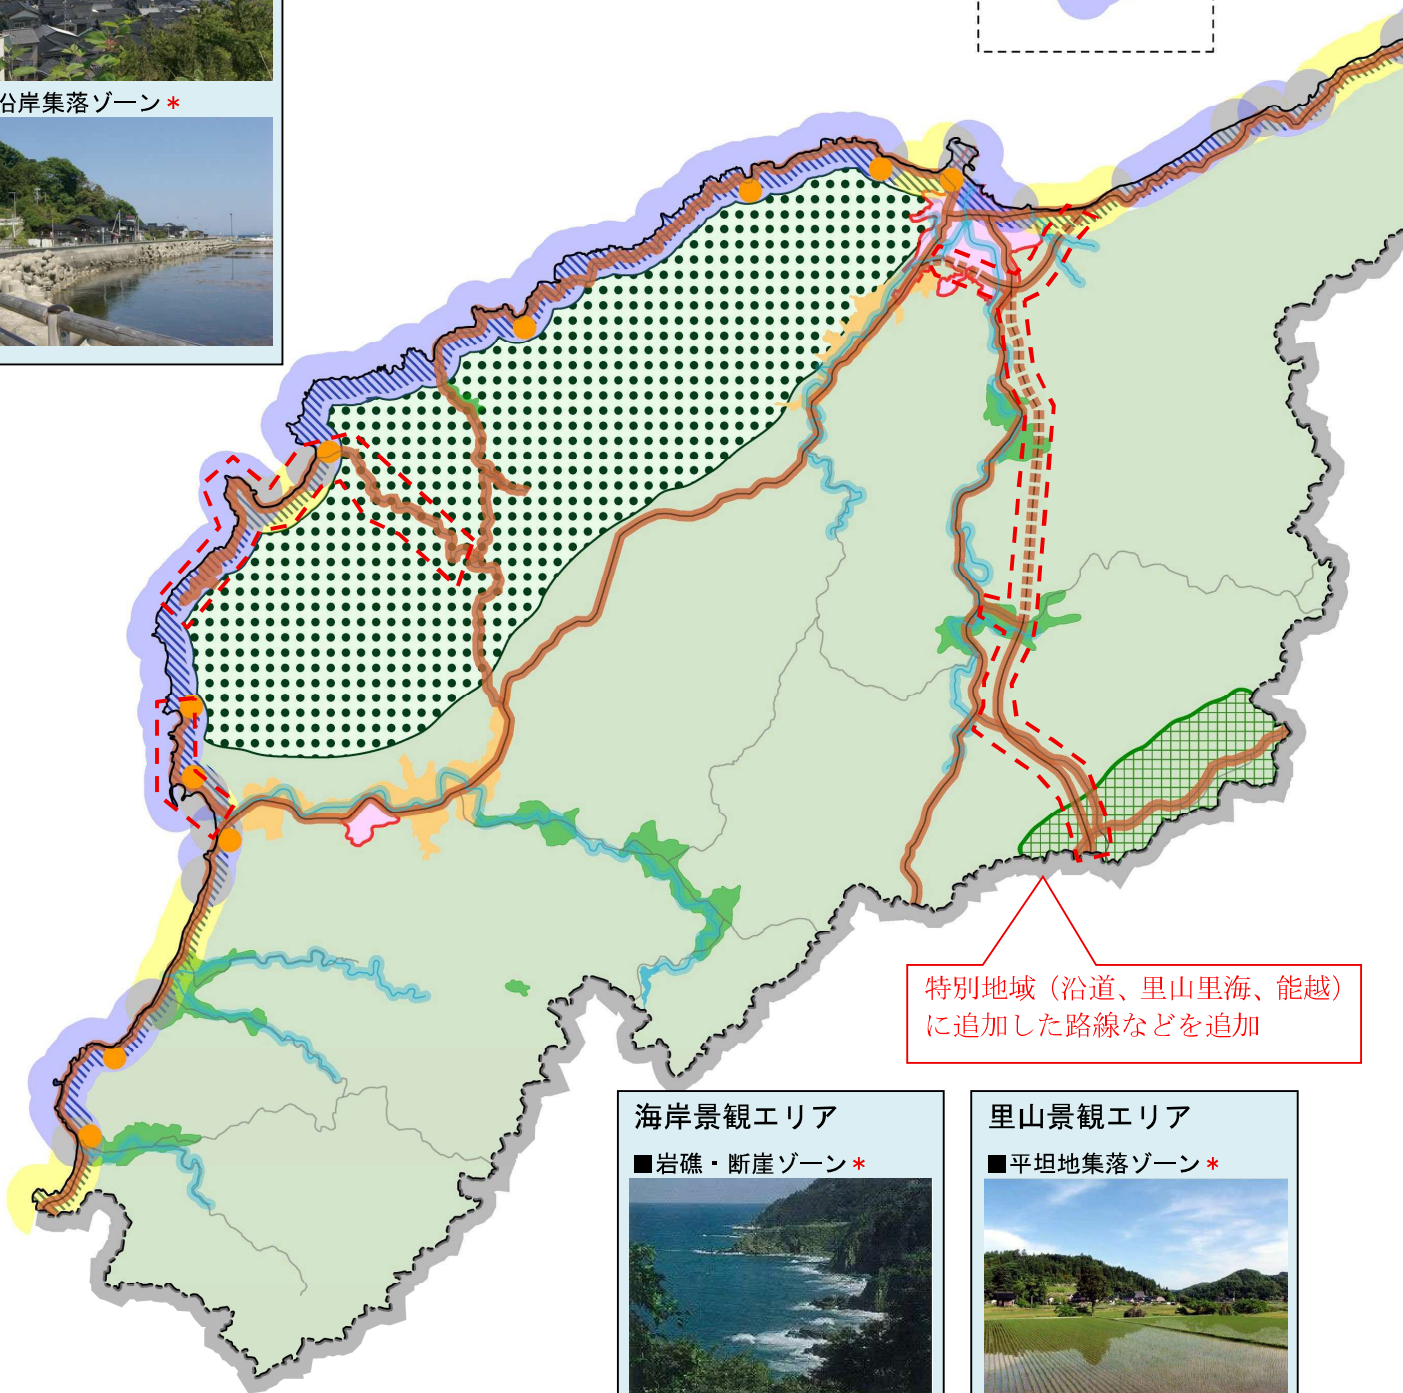 沿岸集落ゾーン*
特別地域（沿道、里山里海、能越）
に追加した路線などを追加
海岸景観エリア
■岩礁・断崖ゾーン*
里山景観エリア
■平坦地集落ゾーン*